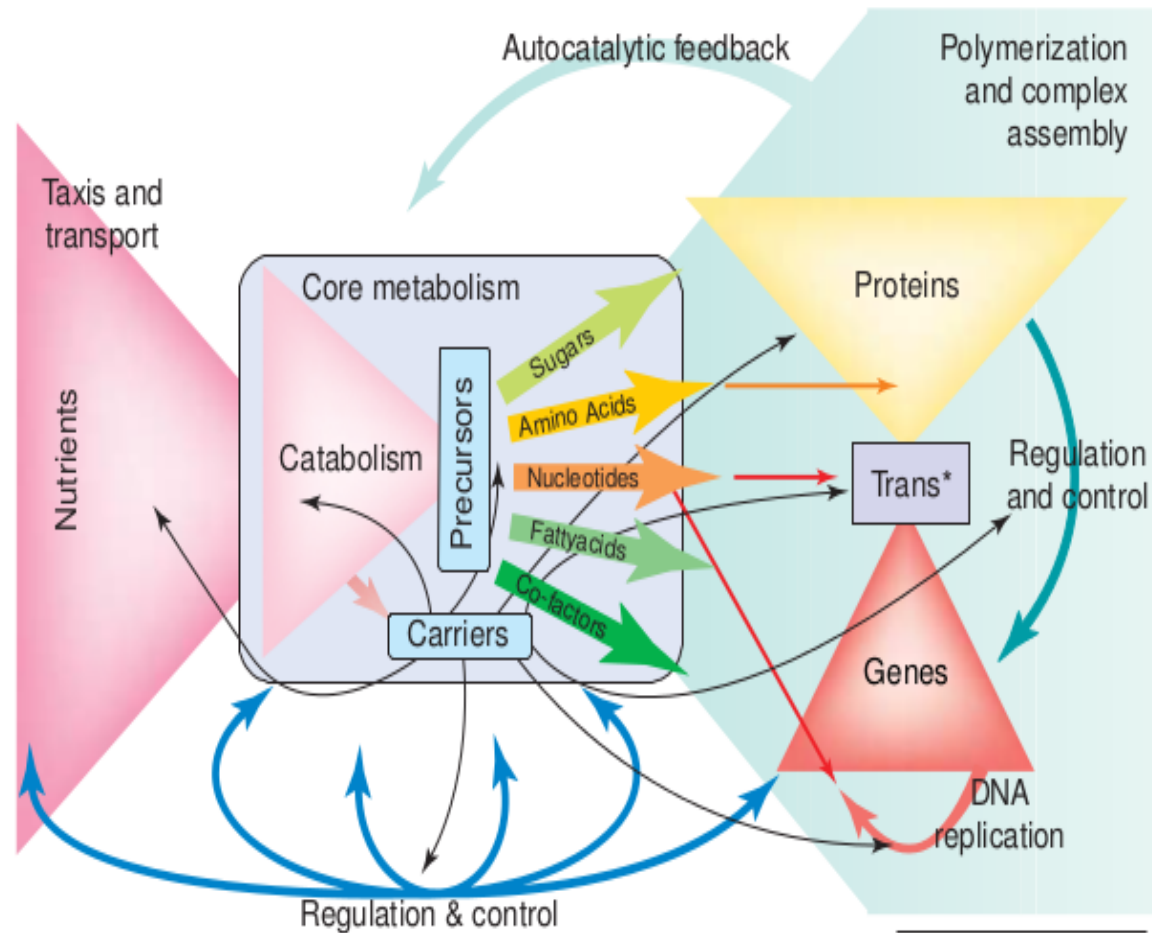 Autocatalytic feedback
Polymerization
and complex
assembly
Taxis and
transport
Core metabolism
Proteins
Sugars
Amino Acids
Nutrients
Catabolism
Precursors
Nucleotides
Trans*
Regulation
and control
Fattyacids
Co-factors
Carriers
Genes
DNA
replication
Regulation & control